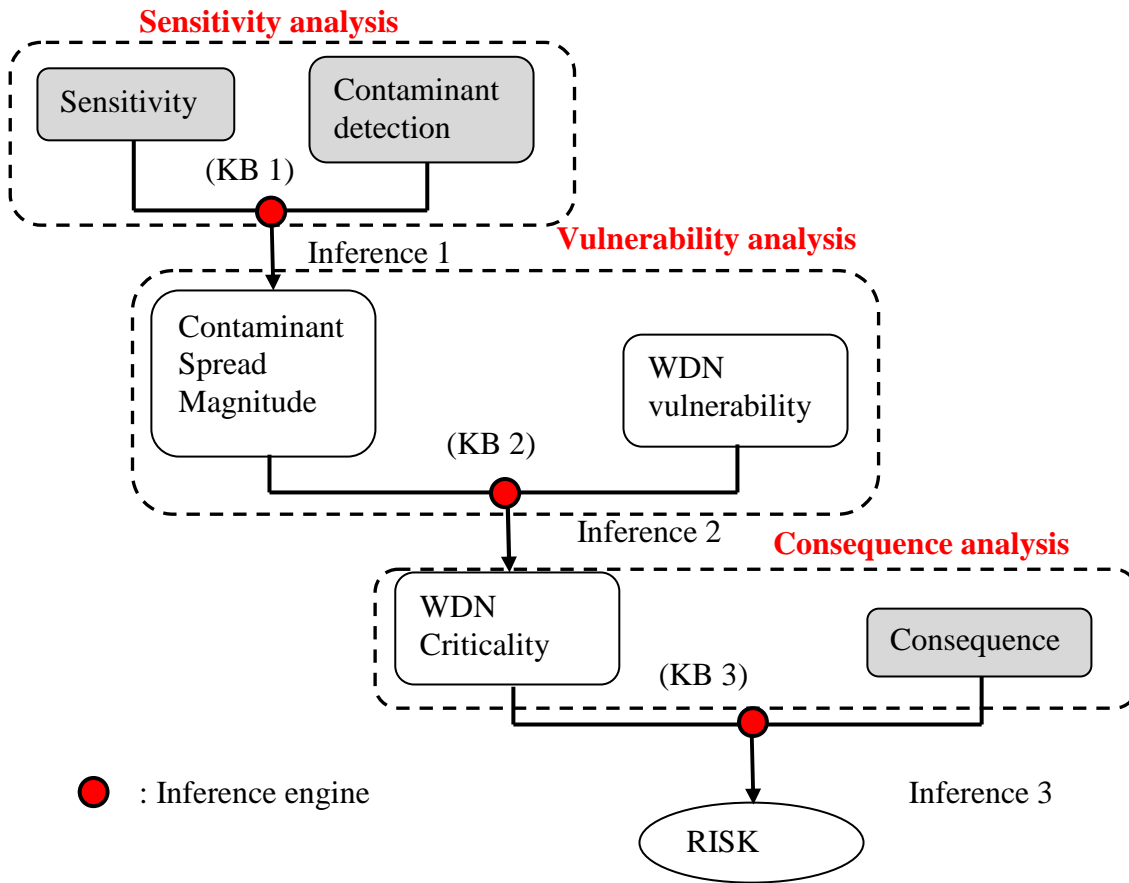 Sensitivity analysis
Sensitivity
Contaminant
detection
(KB 1)
Inference 1
Vulnerability analysis
Contaminant
Spread
Magnitude
WDN
vulnerability
(KB 2)
Inference 2
Consequence analysis
WDN
Criticality
Consequence
(KB 3)
: Inference engine
Inference 3
RISK